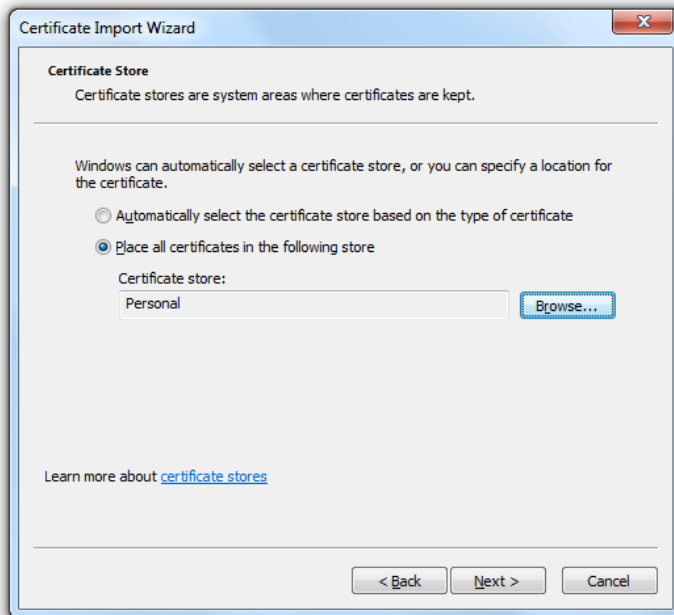 Certificate Import Wizard
Certificate Store
Certificate stores are system areas where certificates are kept.
Windows can automatically select a certificate store, or you can specify a location for
the certificate.
Automatically select the certificate store based on the type of certificate
Place all certificates in the following store
Certificate store:
Personal
Browse...
Learn more about certificate stores
< Back Next > Cancel